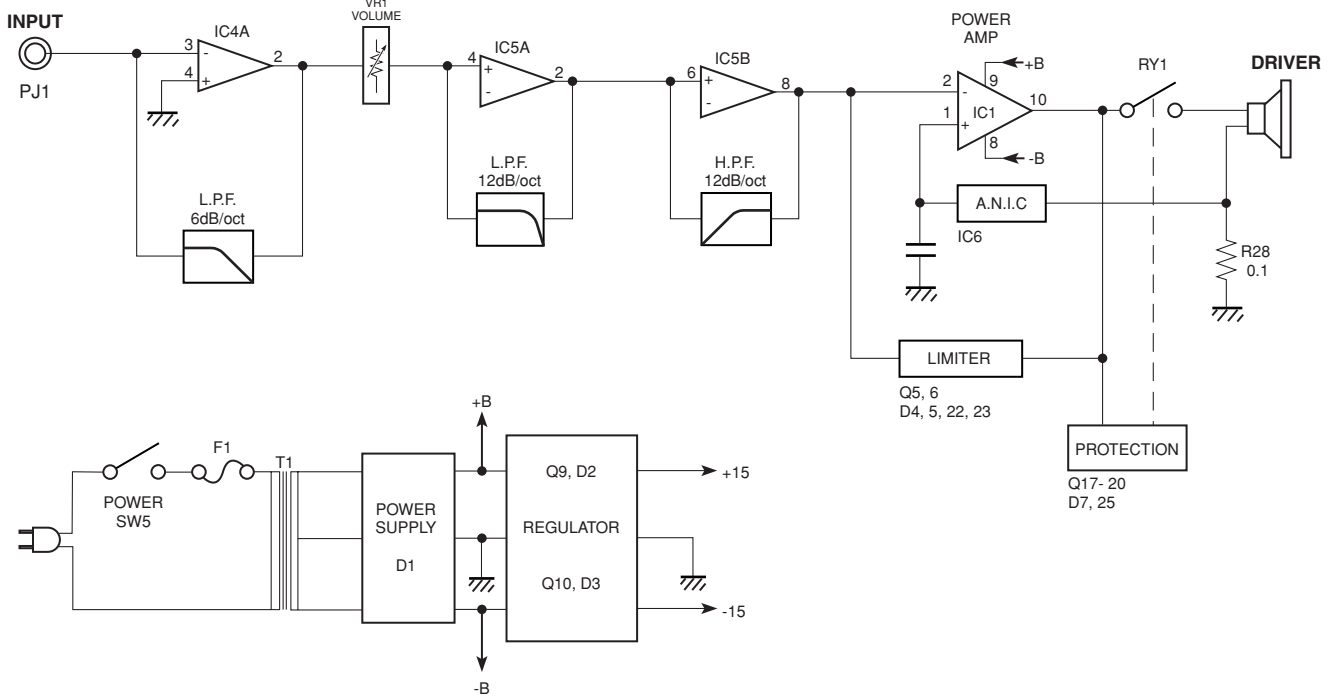 INPUT
PJ1
3
-
4
+
IC4A
2
L.P.F.
6dB/oct
VR1
VOLUME
4
+
-
IC5A
2
L.P.F.
12dB/oct
6
+
-
IC5B
8
H.P.F.
12dB/oct
POWER
AMP
+B
9
2
-
1
+
IC1
10
8
-B
RY1
DRIVER
A.N.I.C
IC6
R28
0.1
LIMITER
Q5, 6
D4, 5, 22, 23
PROTECTION
Q17- 20
D7, 25
POWER
SW5
F1
T1
POWER
SUPPLY
D1
+B
-B
Q9, D2
REGULATOR
Q10, D3
+15
-15